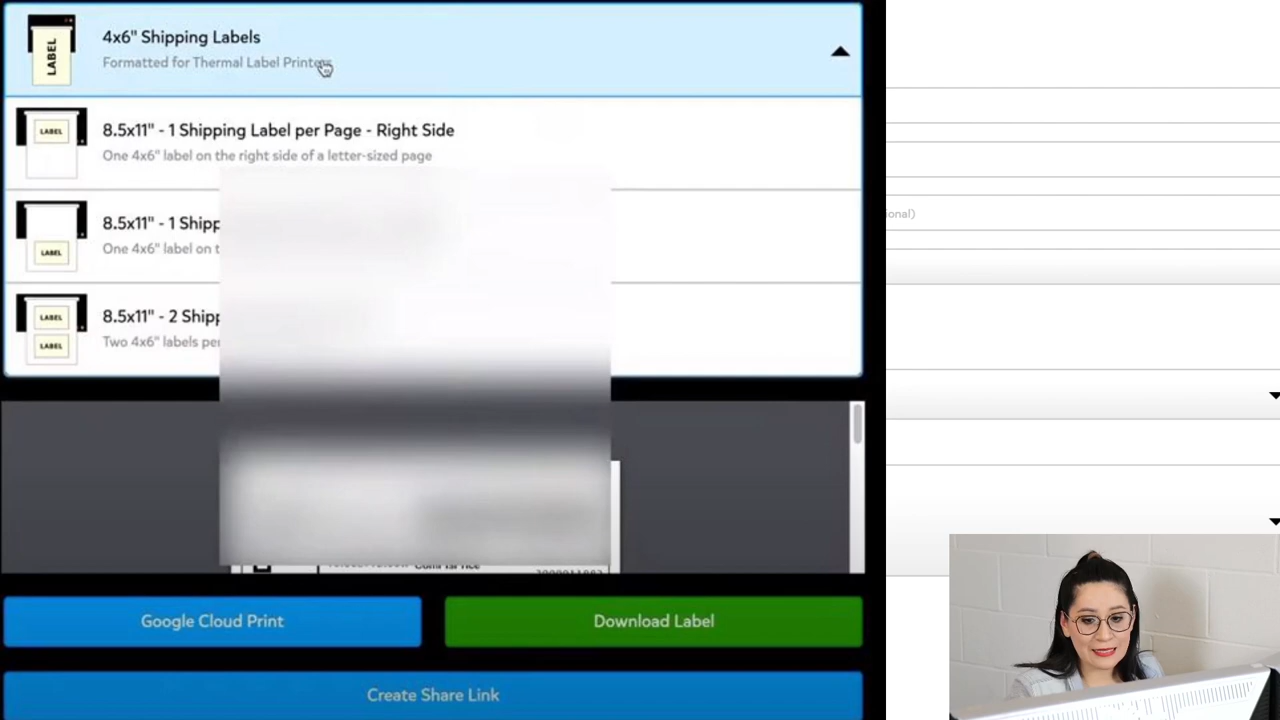 LABEL
4x6" Shipping Labels
Formatted for Thermal Label Printers
LABEL
8.5x11" - 1 Shipping Label per Page - Right Side
One 4x6" label on the right side of a letter-sized page
LABEL
8.5x11" - 1 Shipp
One 4x6" label on t
LABEL
LABEL
8.5x11" - 2 Shipp
Two 4x6" labels per
ional)
Google Cloud Print
Download Label
Create Share Link